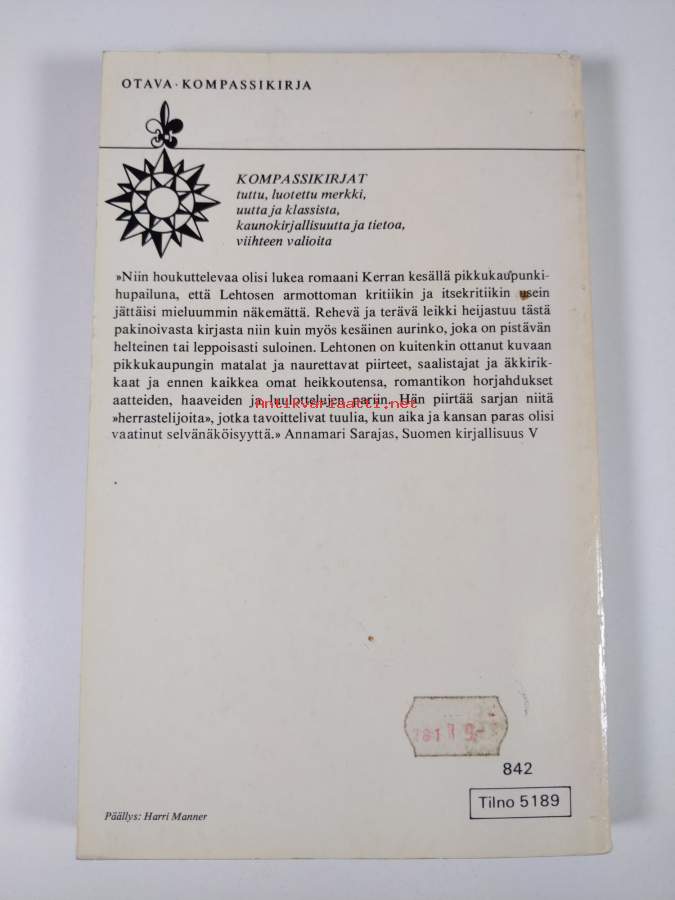 OTAVA · KOMPASSIKIRJA
KOMPASSIKIRJAT
tuttu, luotettu merkki,
uutta ja klassista,
kaunokirjallisuutta ja tietoa,
viihteen valioita
»Niin houkuttelevaa olisi lukea romaani Kerran kesällä pikkukaupunki-
hupailuna, että Lehtosen armottoman kritiikin ja itsekritiikin usein
jättäisi mieluummin näkemättä. Rehevä ja terävä leikki heijastuu tästä
pakinoivasta kirjasta niin kuin myös kesäinen aurinko, joka on pistävän
helteinen tai leppoisasti suloinen. Lehtonen on kuitenkin ottanut kuvaan
pikkukaupungin matalat ja naurettavat piirteet, saalistajat ja äkkirik-
kaat ja ennen kaikkea omat heikkoutensa, romantikon horjahdukset
aatteiden, haaveiden ja luulottelujen pariin. Hän piirtää sarjan niitä
Antikvariaatti.net
»herrastelijoita», jotka tavoittelivat tuulia, kun aika ja kansan paras olisi
vaatinut selvänäköisyyttä.» Annamari Sarajas, Suomen kirjallisuus V
842
Tilno 5189
Päällys: Harri Manner